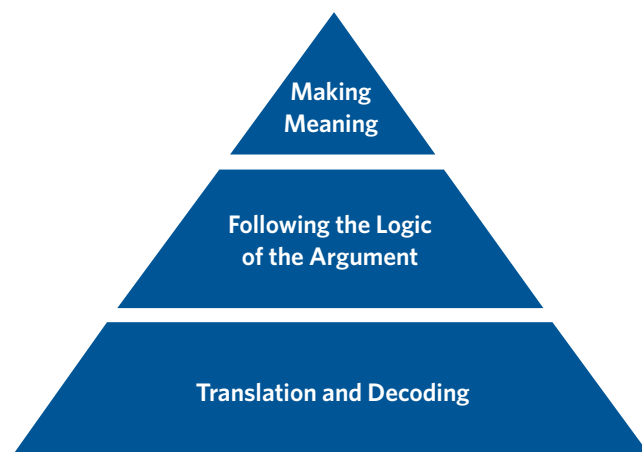 Making
Meaning
Following the Logic
of the Argument
Translation and Decoding